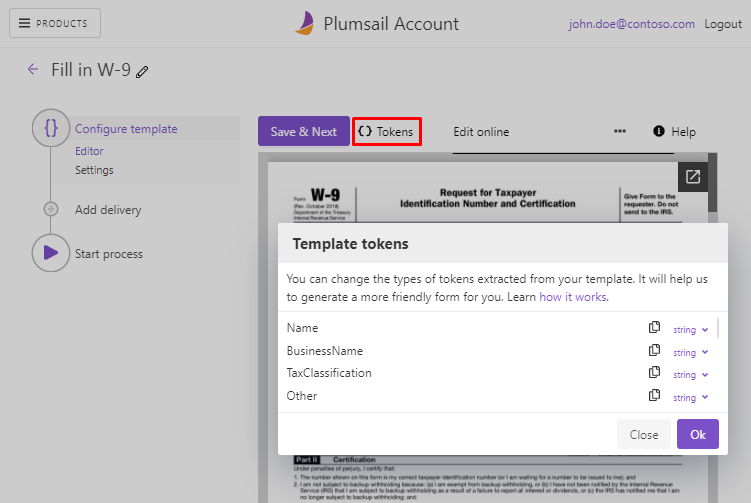 PRODUCTS
Plumsail Account
john.doe@contoso.com
Logout
Fill in W-9
Configure template
Editor
Settings
Add delivery
Start process
Save & Next
Tokens
Edit online
Help
Form W-9
(Rev. October 2018)
Department of the Treasury
Internal Revenue Service
Request for Taxpayer
Identification Number and Certification
Give Form to the
requester. Do not
send to the IRS.
Template tokens
You can change the types of tokens extracted from your template. It will help us
to generate a more friendly form for you. Learn how it works.
Name string
BusinessName string
TaxClassification string
Other string
Close
Ok
Part II Certification
Under penalties of perjury, I certify that:
1. The number shown on this form is my correct taxpayer identification number (or I am waiting for a number to be issued to me); and
2. I am not subject to backup withholding because: (a) I am exempt from backup withholding, or (b) I have not been notified by the Internal Revenue
Service (IRS) that I am subject to backup withholding as a result of a failure to report all interest or dividends, or (c) the IRS has notified me that I am
no longer subject to backup withholding; and